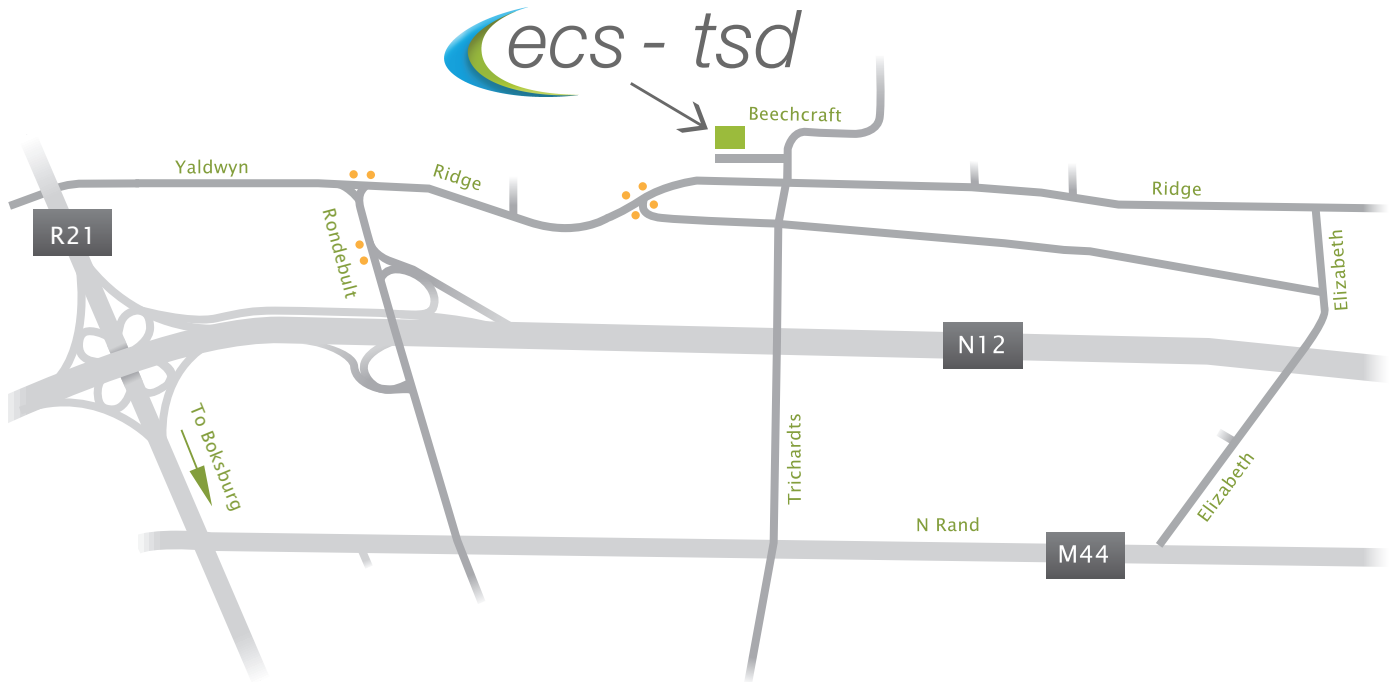 ecs - tsd
Beechcraft
Yaldwyn
Ridge
Ridge
R21
Rondebult
Elizabeth
N12
To Boksburg
Trichardts
Elizabeth
N Rand
M44